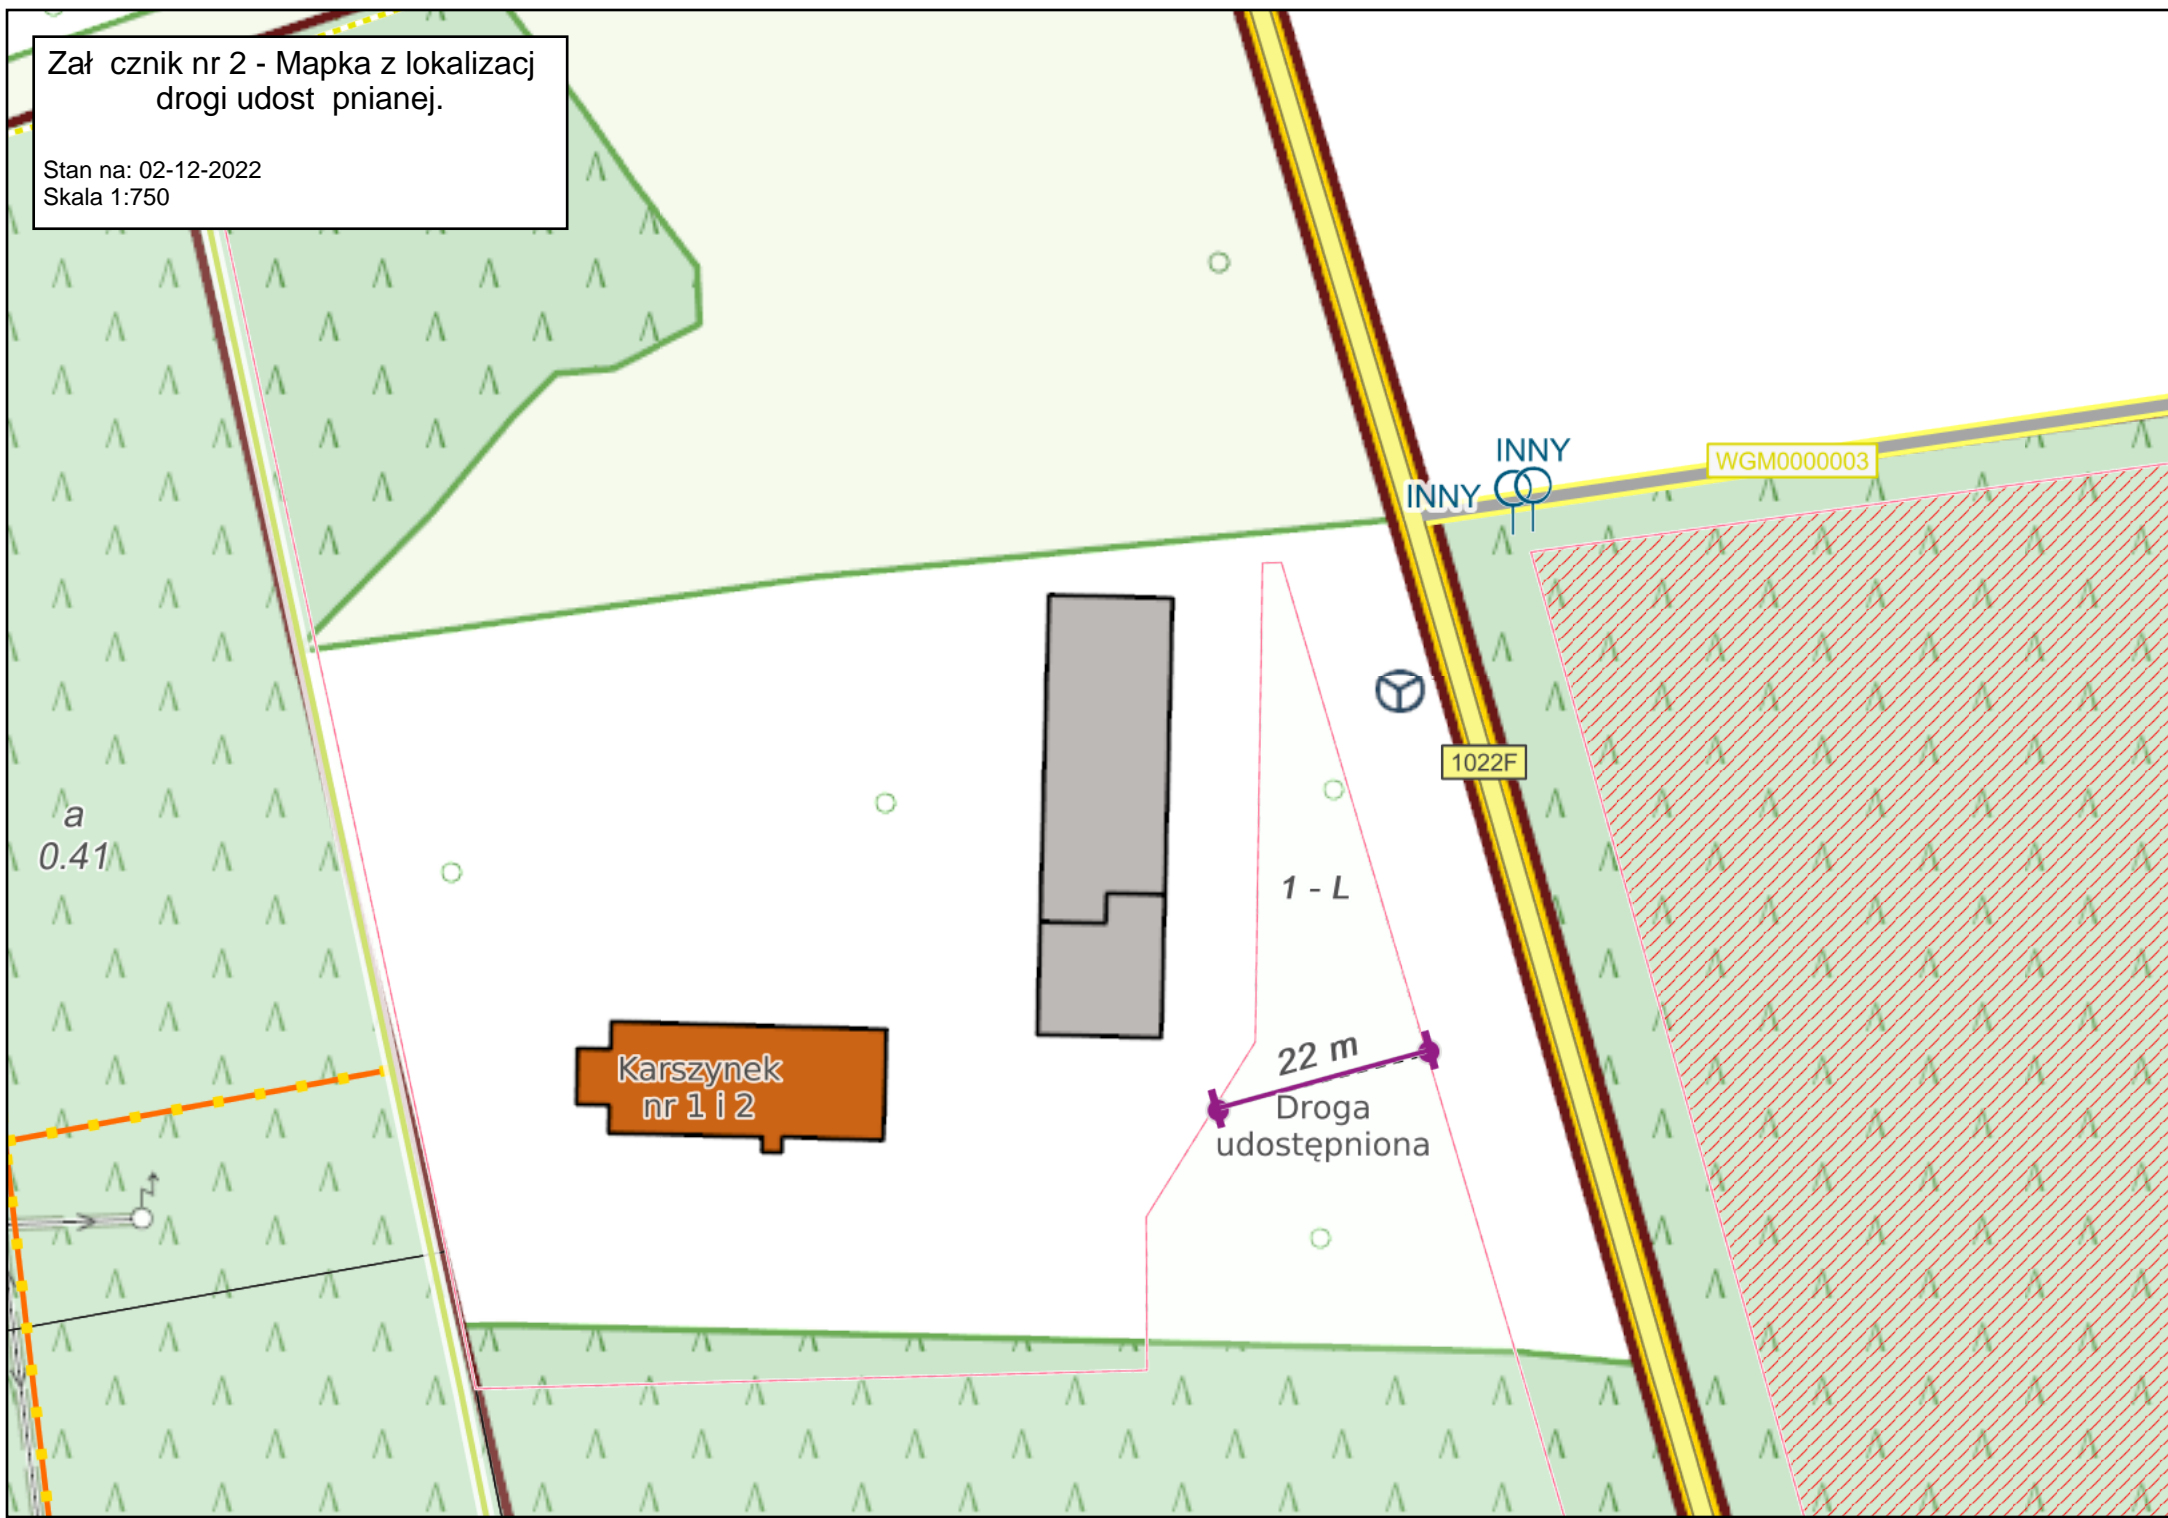 Zał cznik nr 2 - Mapka z lokalizacj
drogi udost pnianej.
Stan na: 02-12-2022
Skala 1:750
INNY
INNY
WGM0000003
1022F
a
0.41
1 - L
22 m
Karszynek
nr 1 i 2
Droga
udostępniona